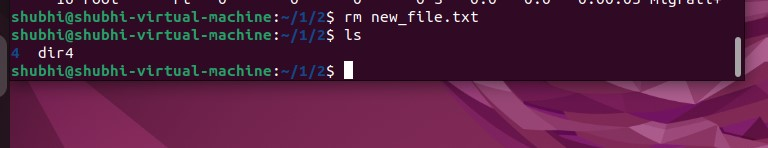 shubhi@shubhi-virtual-machine:~/1/2$ rm new_file.txt
shubhi@shubhi-virtual-machine:~/1/2$ ls
4  dir4
shubhi@shubhi-virtual-machine:~/1/2$